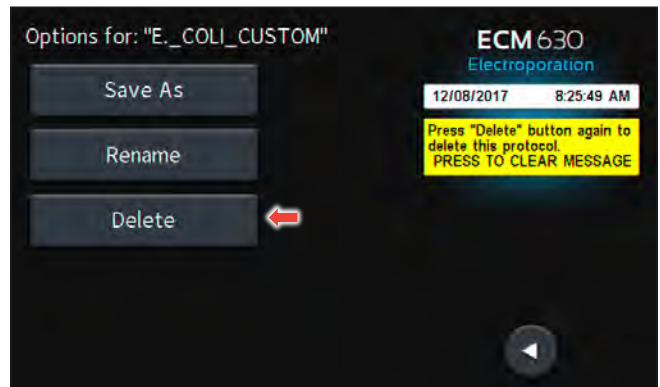 Options for: "E._COLI_CUSTOM"
Save As
Rename
Delete
ECM 630
Electroporation
12/08/2017 8:25:49 AM
Press "Delete" button again to
delete this protocol.
PRESS TO CLEAR MESSAGE